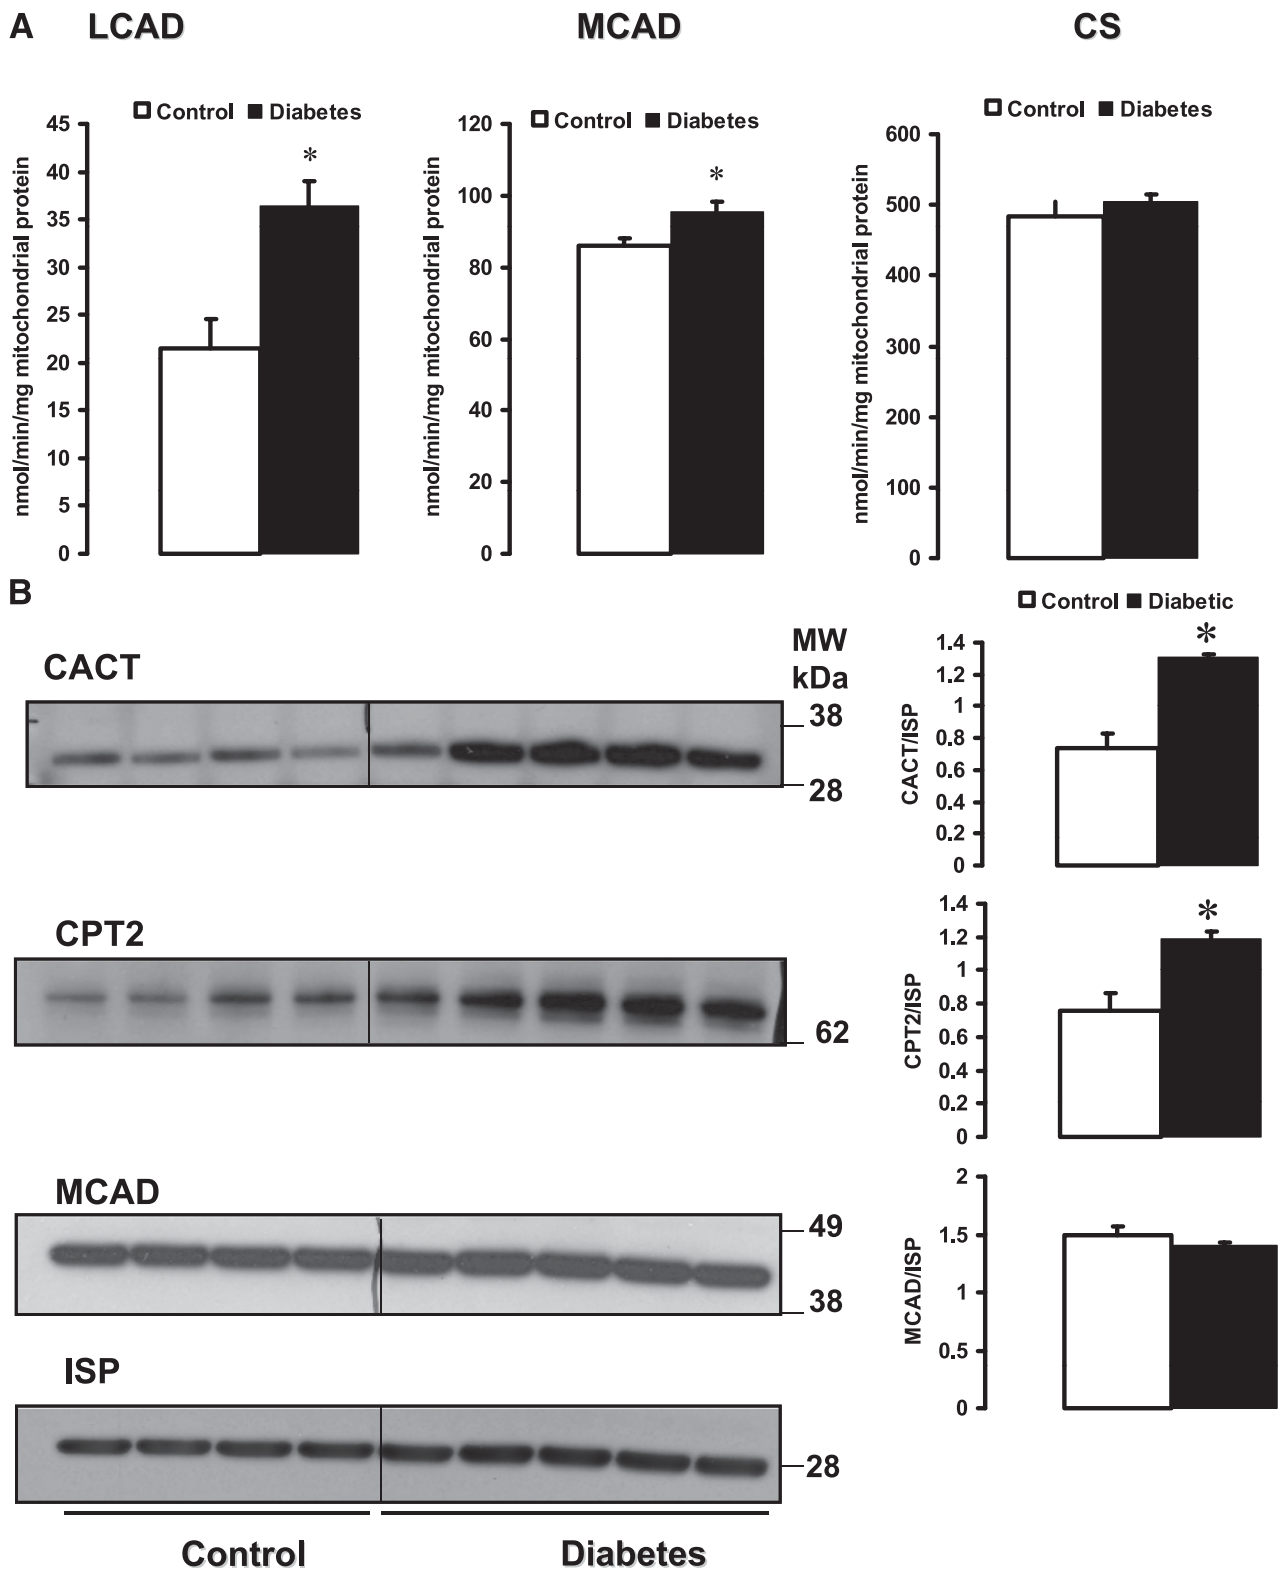 A LCAD MCAD CS
Control Diabetes
Control Diabetes
Control Diabetes
nmol/min/mg mitochondrial protein
45
40
35
30
25
20
15
10
5
0
*
nmol/min/mg mitochondrial protein
120
100
80
60
40
20
0
*
nmol/min/mg mitochondrial protein
600
500
400
300
200
100
0
B
CACT
MW
kDa
38
28
Control Diabetic
CACT/ISP
1.4
1.2
1
0.8
0.6
0.4
0.2
0
*
CPT2
62
CPT2/ISP
1.4
1.2
1
0.8
0.6
0.4
0.2
0
*
MCAD
49
38
MCAD/ISP
2
1.5
1
0.5
0
ISP
28
Control Diabetes